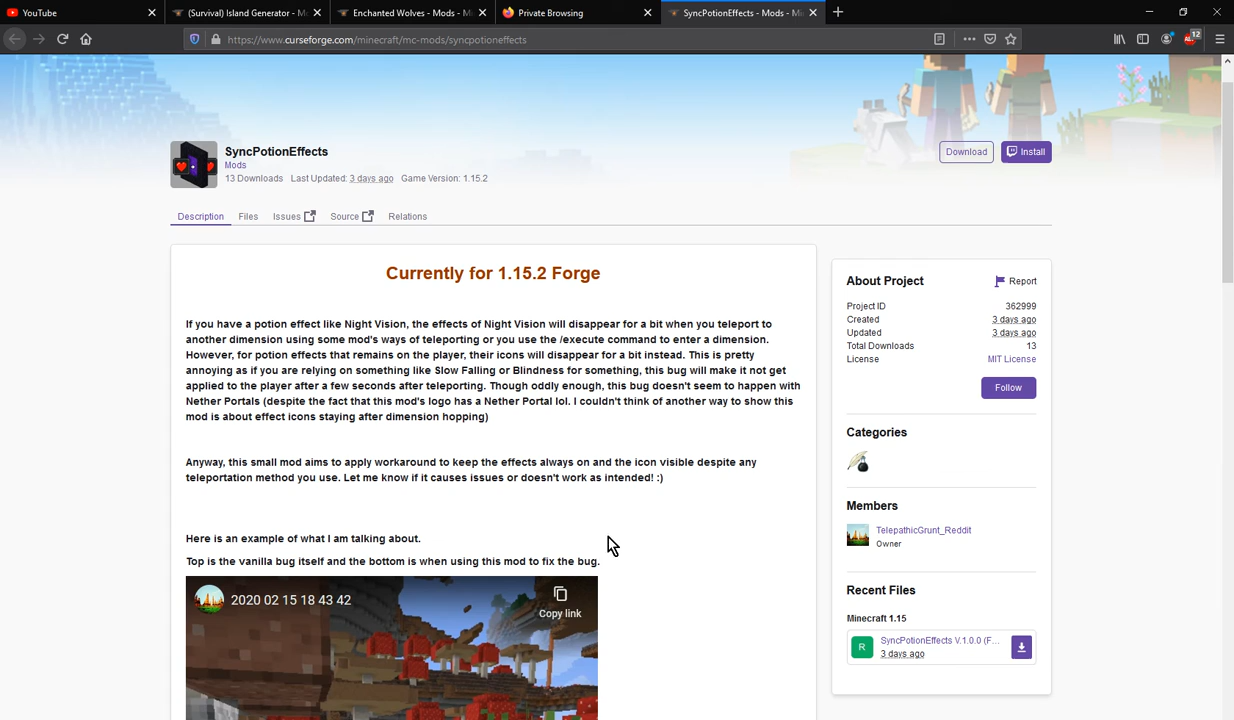 YouTube
(Survival) Island Generator - M
Enchanted Wolves - Mods - M
Private Browsing
SyncPotionEffects - Mods - Mi
https://www.curseforge.com/minecraft/mc-mods/syncpotioneffects
12
SyncPotionEffects
Mods
13 Downloads Last Updated: 3 days ago Game Version: 1.15.2
Download
Install
Description
Files
Issues
Source
Relations
Currently for 1.15.2 Forge
If you have a potion effect like Night Vision, the effects of Night Vision will disappear for a bit when you teleport to
another dimension using some mod's ways of teleporting or you use the /execute command to enter a dimension.
However, for potion effects that remains on the player, their icons will disappear for a bit instead. This is pretty
annoying as if you are relying on something like Slow Falling or Blindness for something, this bug will make it not get
applied to the player after a few seconds after teleporting. Though oddly enough, this bug doesn't seem to happen with
Nether Portals (despite the fact that this mod's logo has a Nether Portal lol. I couldn't think of another way to show this
mod is about effect icons staying after dimension hopping)
Anyway, this small mod aims to apply workaround to keep the effects always on and the icon visible despite any
teleportation method you use. Let me know if it causes issues or doesn't work as intended! :)
Here is an example of what I am talking about.
Top is the vanilla bug itself and the bottom is when using this mod to fix the bug.
2020 02 15 18 43 42
Copy link
About Project
Report
Project ID 362999
Created 3 days ago
Updated 3 days ago
Total Downloads 13
License MIT License
Follow
Categories
Members
TelepathicGrunt_Reddit
Owner
Recent Files
Minecraft 1.15
R
SyncPotionEffects V.1.0.0 (F...
3 days ago